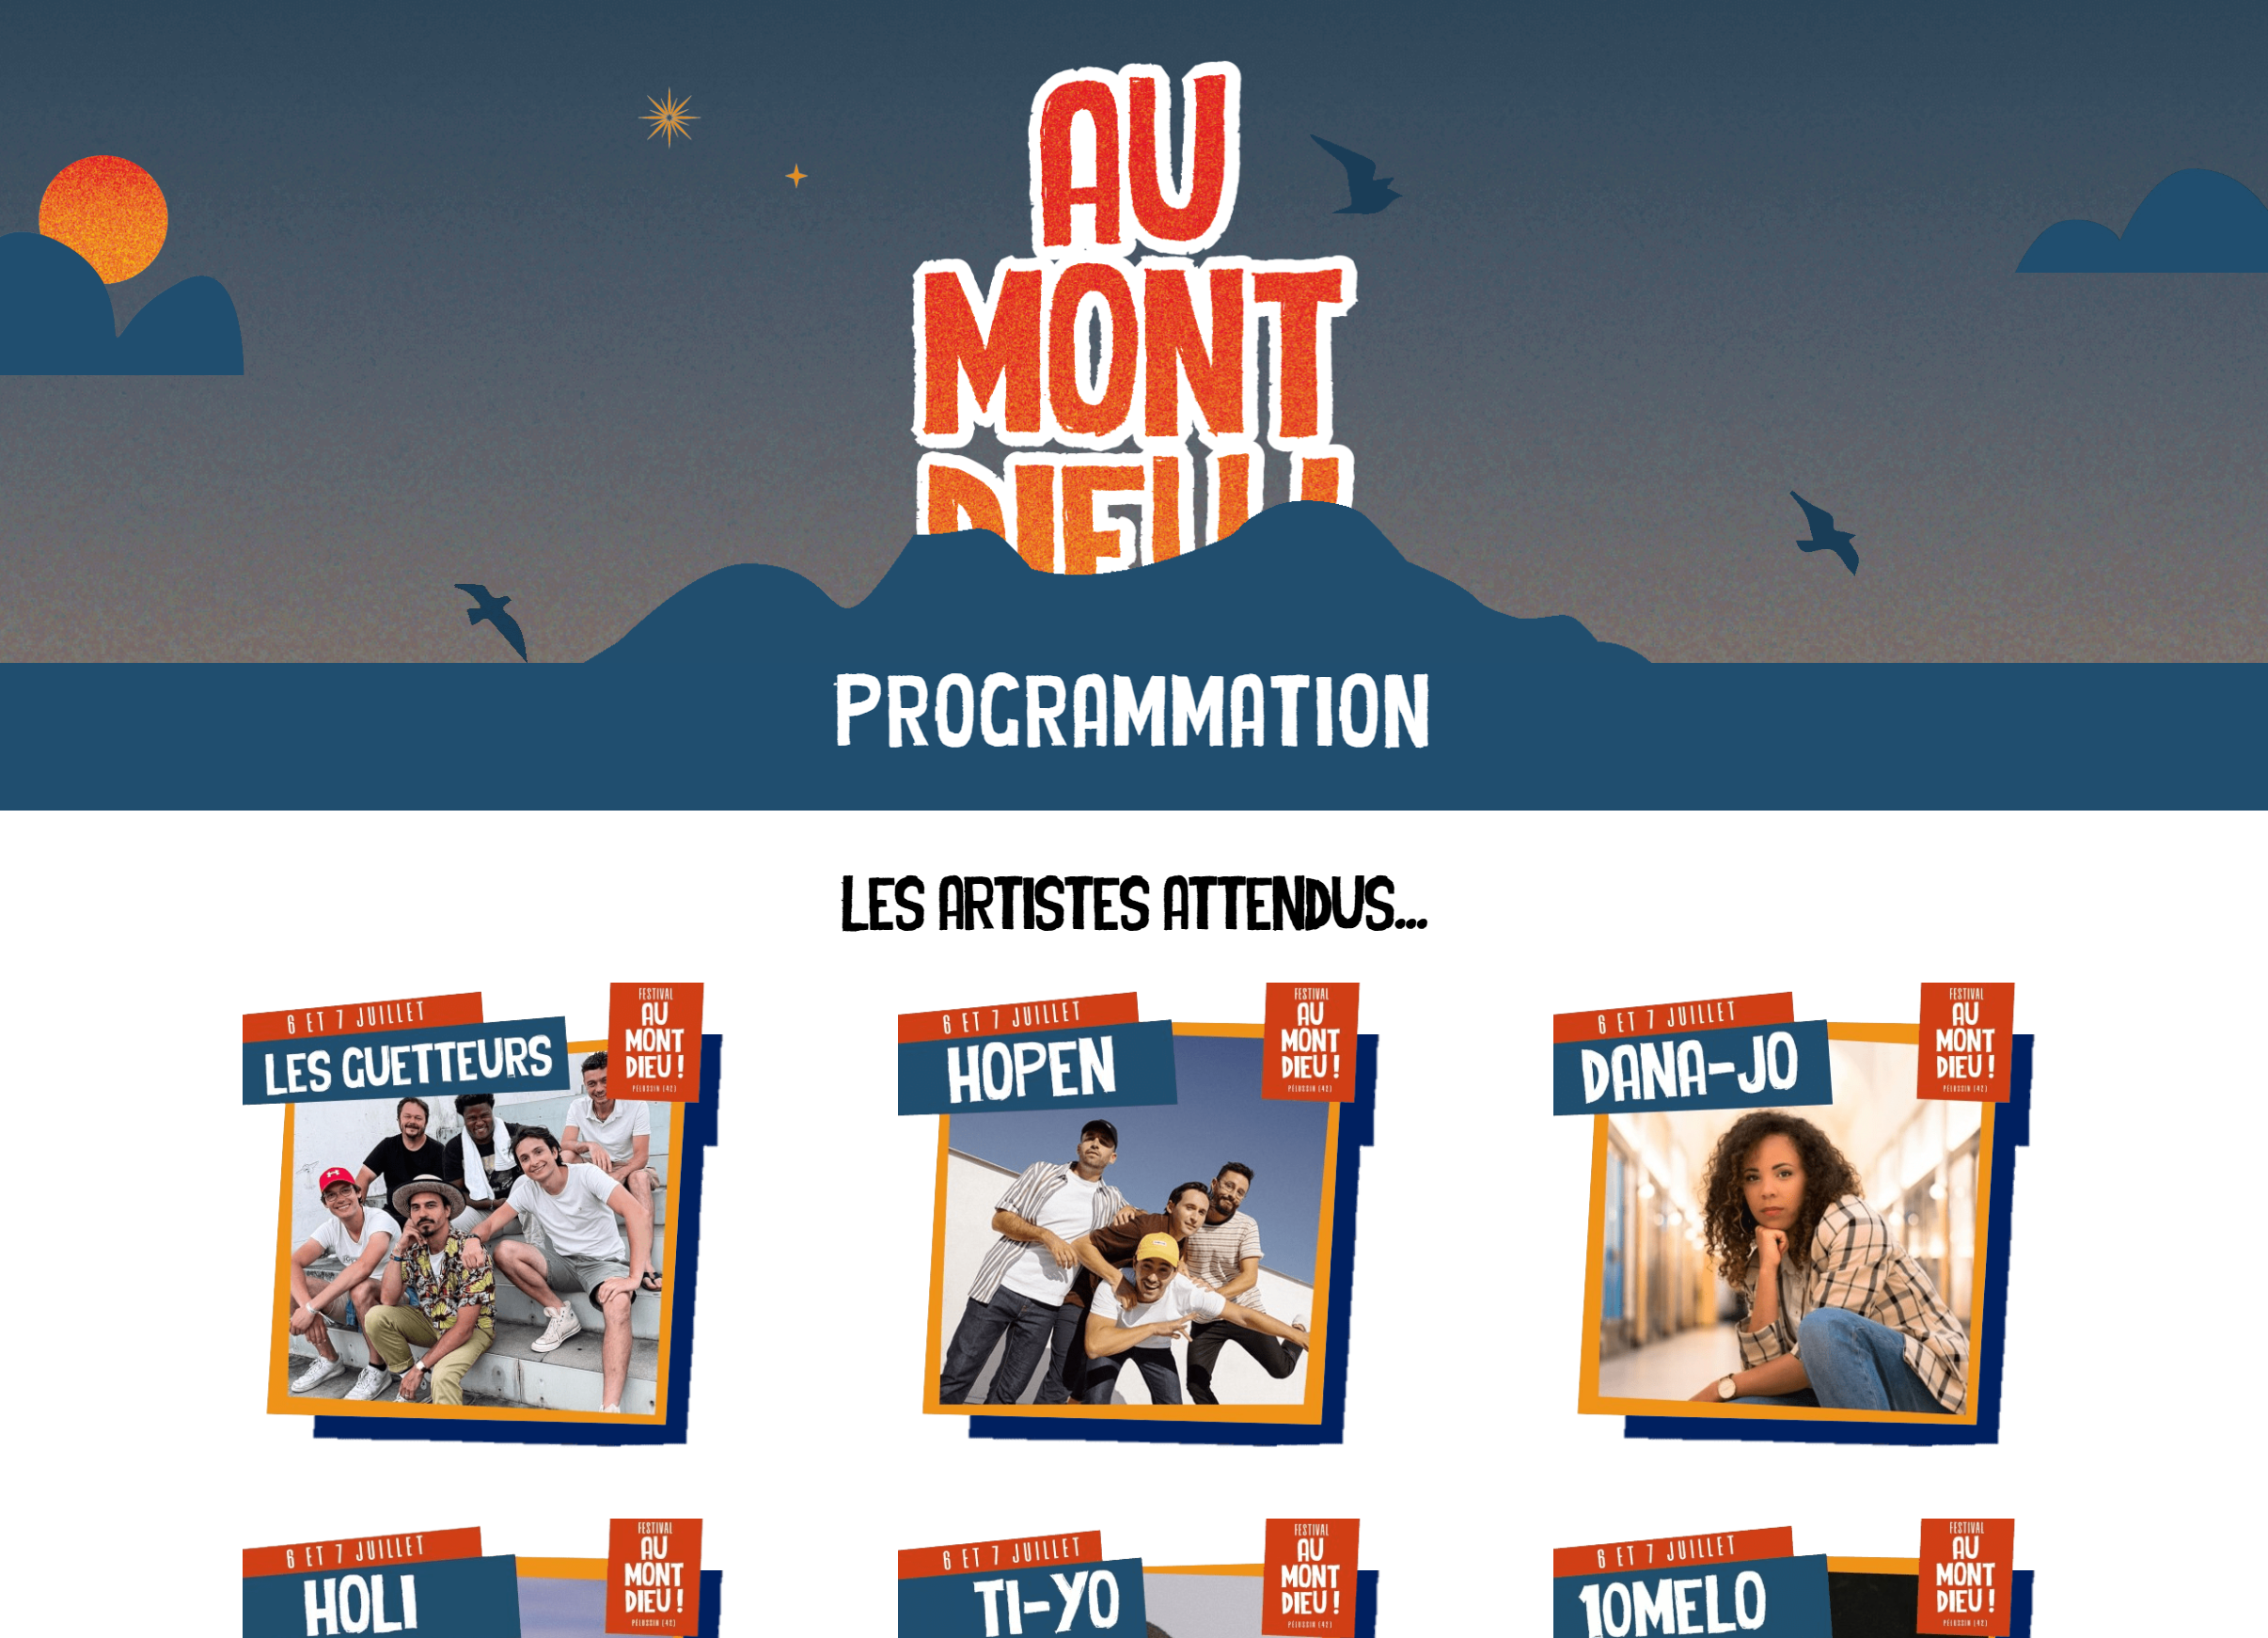 AU
MONT
DIEU !
PROGRAMMATION
LES ARTISTES ATTENDUS...
6 ET 7 JUILLET
LES GUETTEURS
FESTIVAL
AU
MONT
DIEU !
PÉLUSSIN (42)
6 ET 7 JUILLET
HOPEN
FESTIVAL
AU
MONT
DIEU !
PÉLUSSIN (42)
6 ET 7 JUILLET
DANA-JO
FESTIVAL
AU
MONT
DIEU !
PÉLUSSIN (42)
6 ET 7 JUILLET
HOLI
FESTIVAL
AU
MONT
DIEU !
PÉLUSSIN (42)
6 ET 7 JUILLET
TI-YO
FESTIVAL
AU
MONT
DIEU !
PÉLUSSIN (42)
6 ET 7 JUILLET
10MELO
FESTIVAL
AU
MONT
DIEU !
PÉLUSSIN (42)